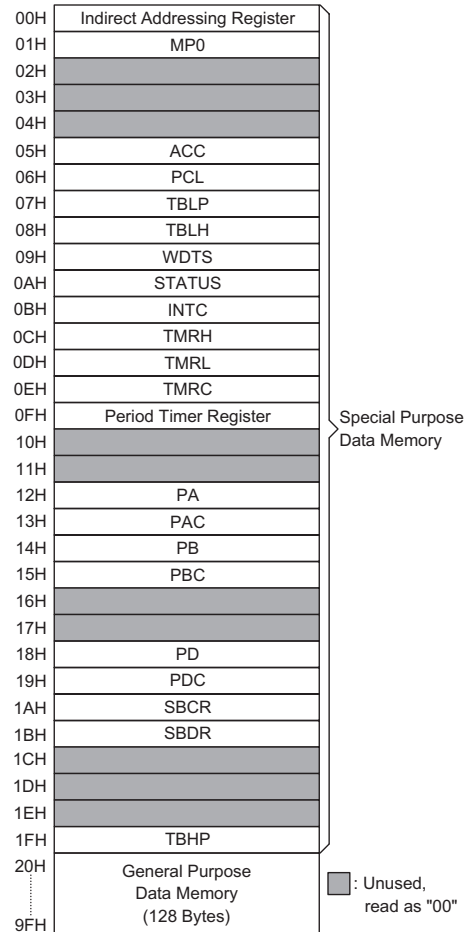 00H Indirect Addressing Register
01H MP0
02H
03H
04H
05H ACC
06H PCL
07H TBLP
08H TBLH
09H WDTS
0AH STATUS
0BH INTC
0CH TMRH
0DH TMRL
0EH TMRC
0FH Period Timer Register
10H
11H
12H PA
13H PAC
14H PB
15H PBC
16H
17H
18H PD
19H PDC
1AH SBCR
1BH SBDR
1CH
1DH
1EH
1FH TBHP
Special Purpose
Data Memory
20H
9FH
General Purpose
Data Memory
(128 Bytes)
: Unused,
read as "00"